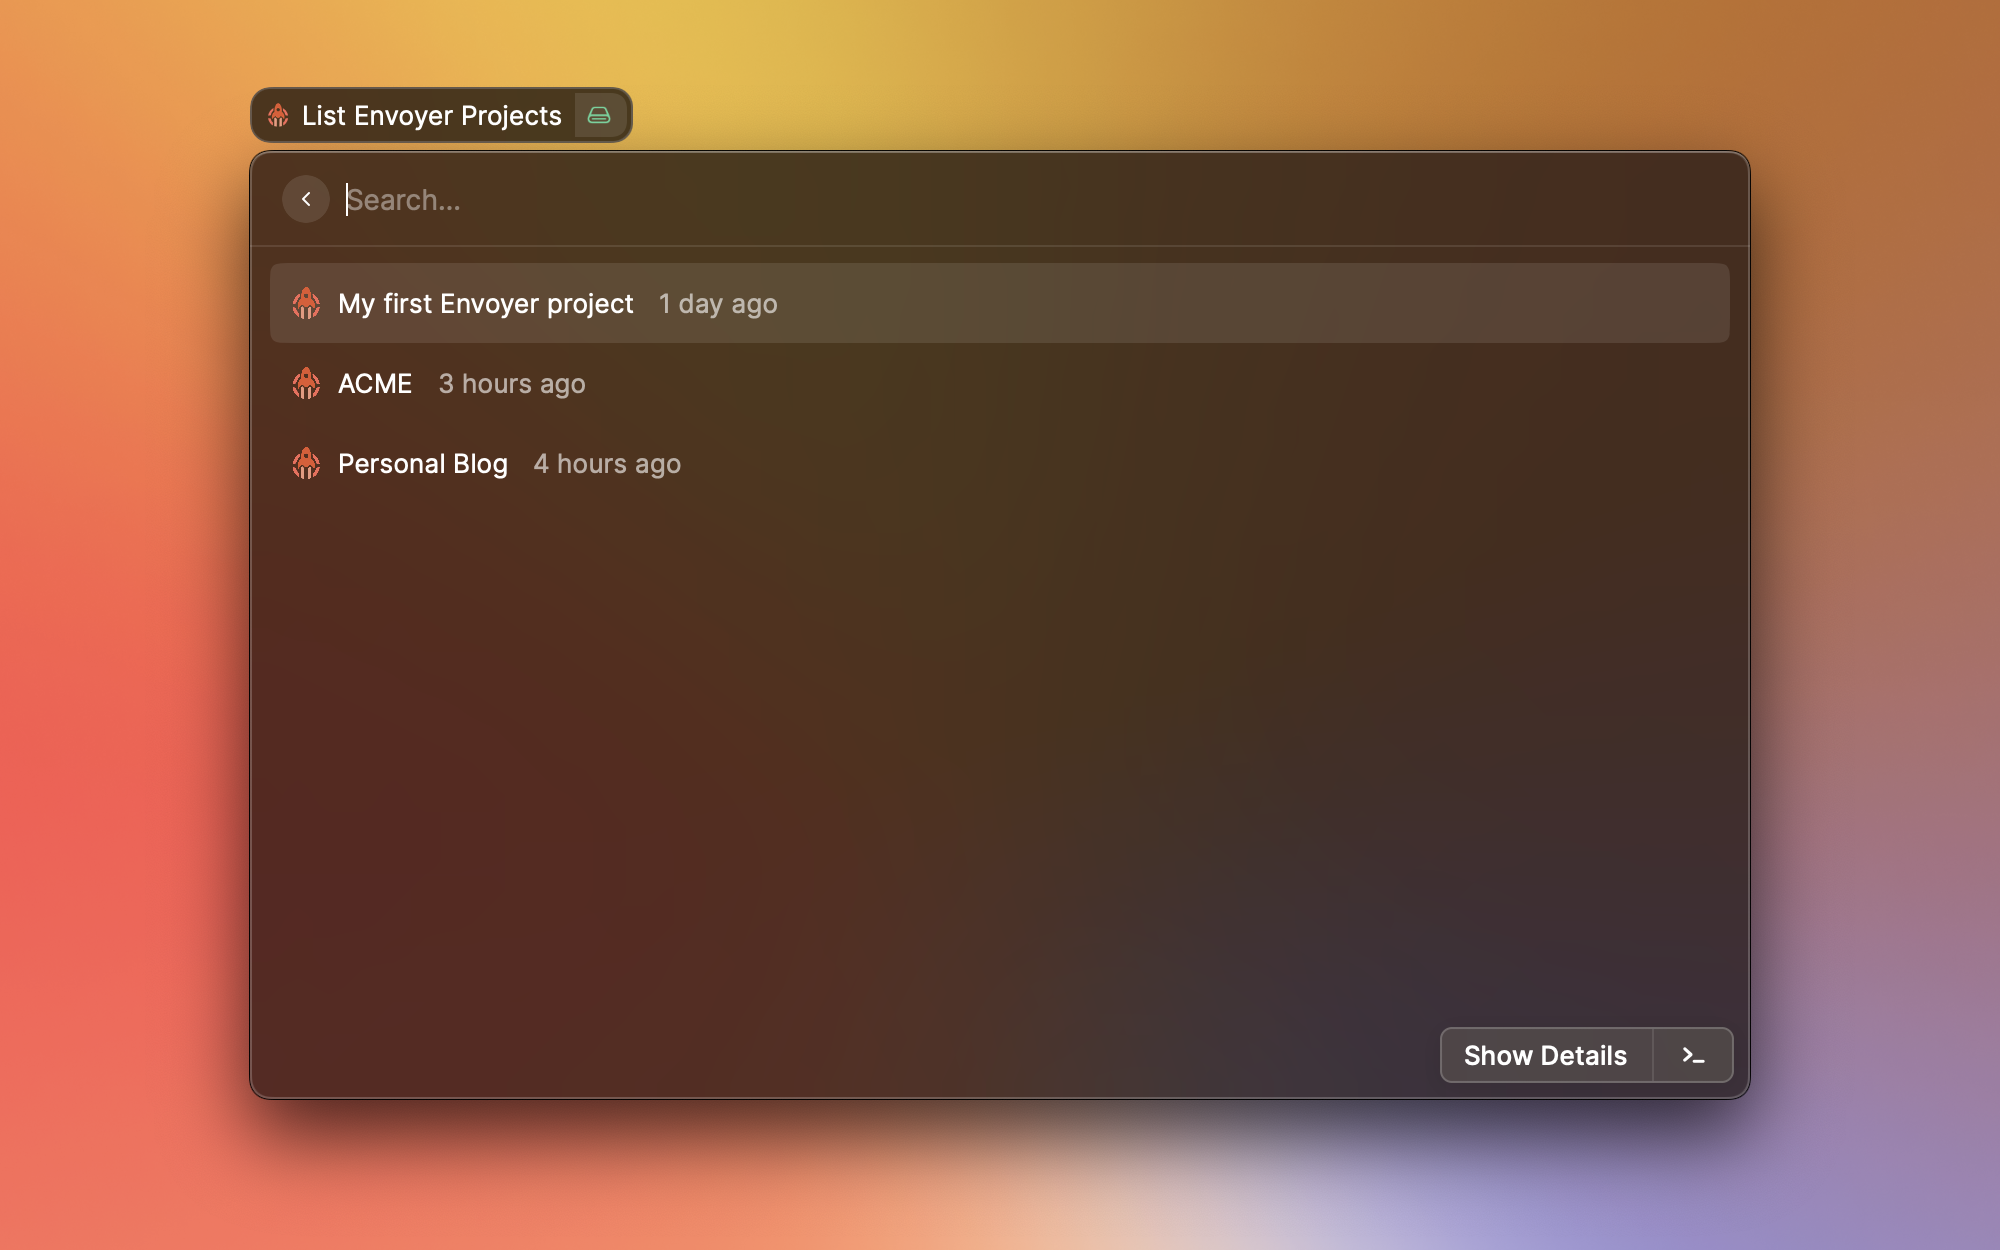 List Envoyer Projects
Search...
My first Envoyer project 1 day ago
ACME 3 hours ago
Personal Blog 4 hours ago
Show Details